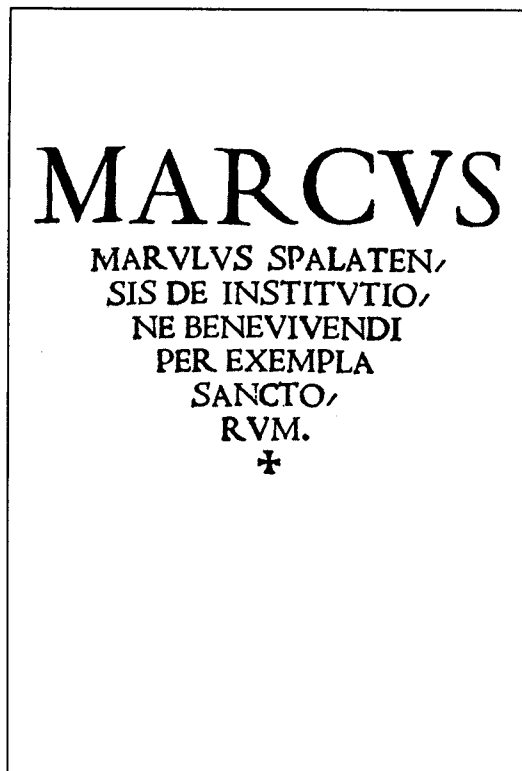 MARCVS
MARVLVS SPALATEN/
SIS DE INSTITVTIO/
NE BENEVIVENDI
PER EXEMPLA
SANCTO/
RVM.
✠